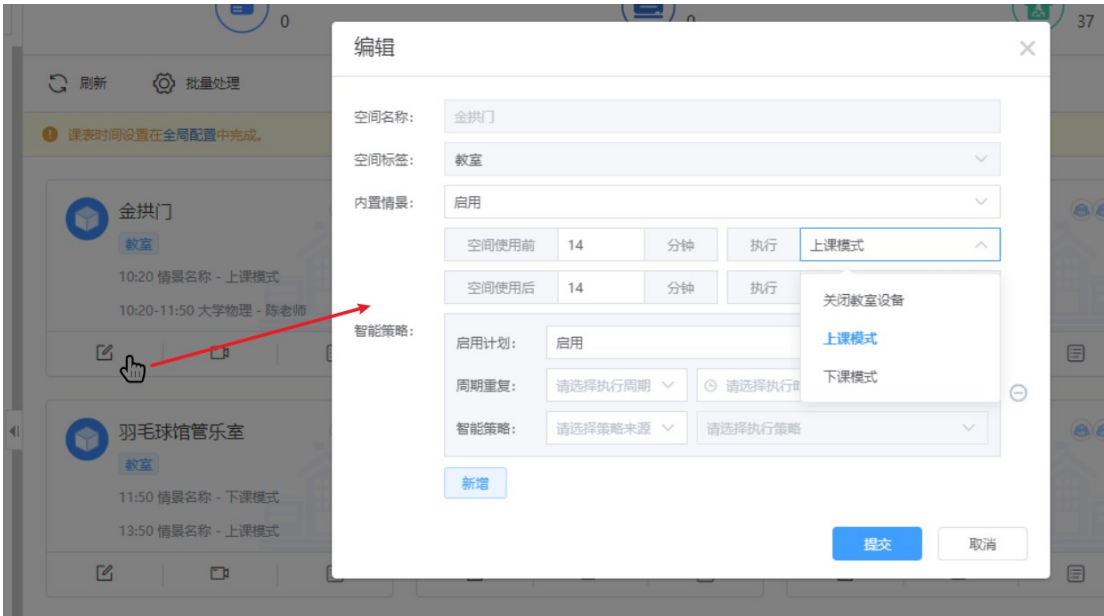 0
0
37
刷新
批量处理
课表时间设置在全局配置中完成。
金拱门
教室
10:20 情景名称 - 上课模式
10:20-11:50 大学物理 - 陈老师
羽毛球馆管乐室
教室
11:50 情景名称 - 下课模式
13:50 情景名称 - 上课模式
编辑
空间名称: 金拱门
空间标签: 教室
内置情景: 启用
空间使用前 14 分钟 执行 上课模式
空间使用后 14 分钟 执行
关闭教室设备
上课模式
下课模式
智能策略:
启用计划: 启用
周期重复: 请选择执行周期 请选择执行
智能策略: 请选择策略来源 请选择执行策略
新增
提交 取消